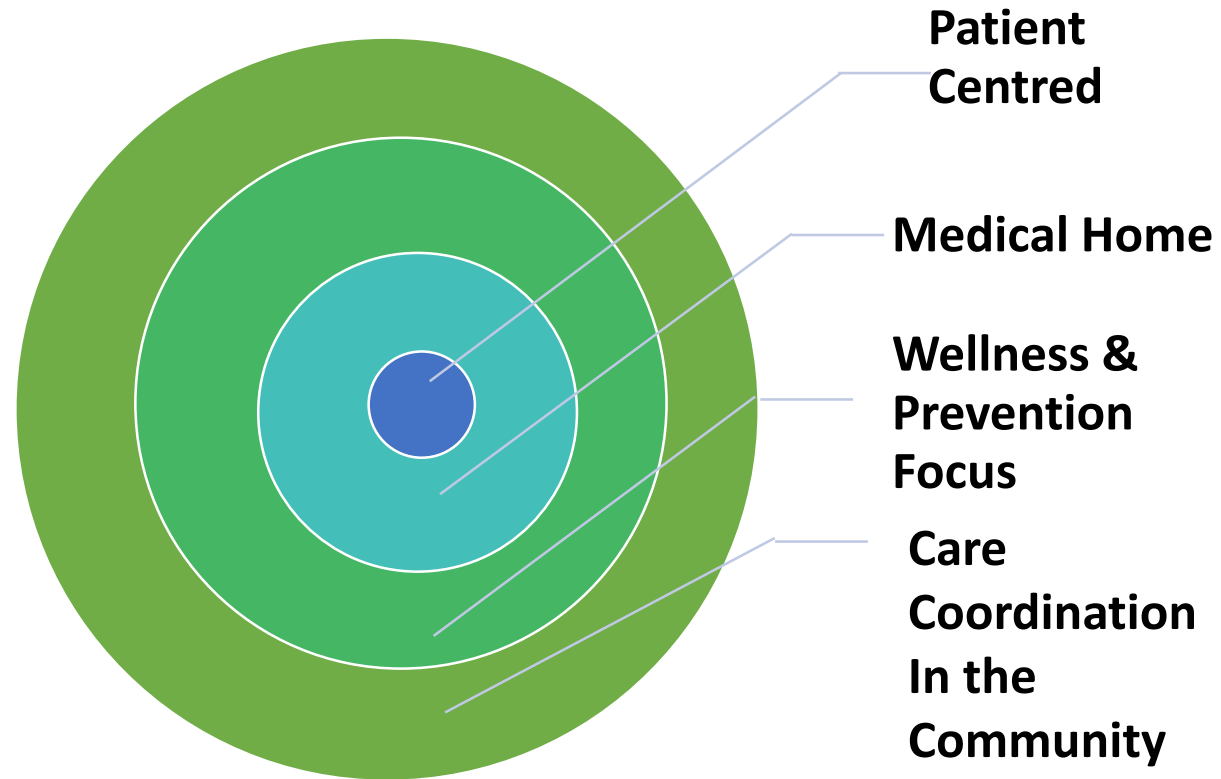 Patient
Centred
Medical Home
Wellness &
Prevention
Focus
Care
Coordination
In the
Community